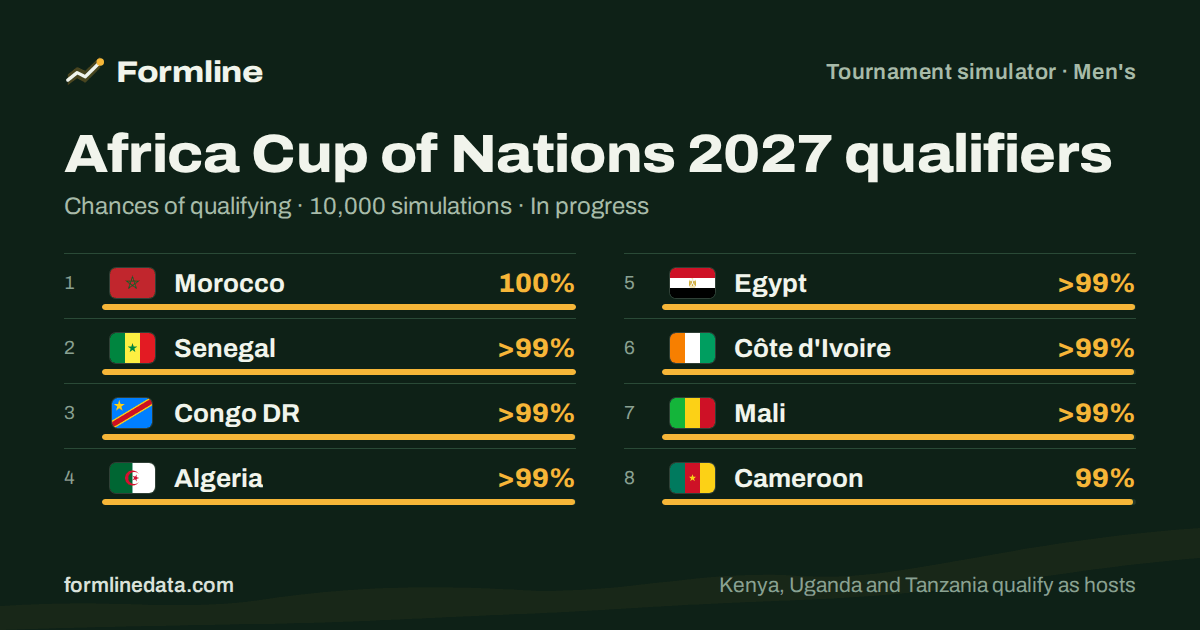 Formline
Tournament simulator · Men's
Africa Cup of Nations 2027 qualifiers
Chances of qualifying · 10,000 simulations · In progress
1 Morocco 100%
2 Senegal >99%
3 Congo DR >99%
4 Algeria >99%
5 Egypt >99%
6 Côte d'Ivoire >99%
7 Mali >99%
8 Cameroon 99%
formlinedata.com
Kenya, Uganda and Tanzania qualify as hosts